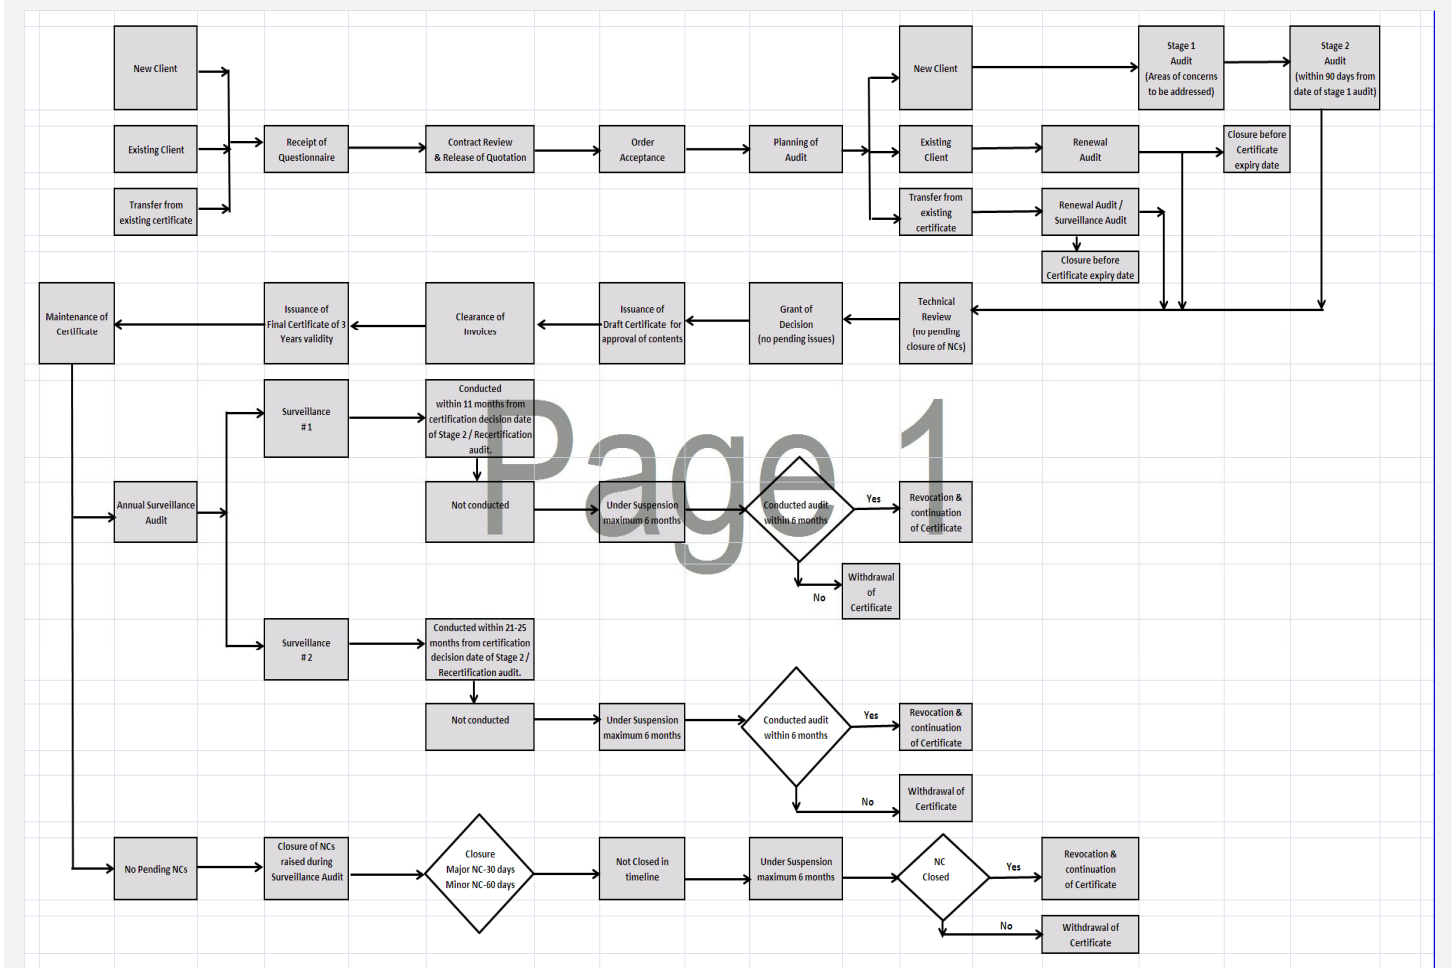 New Client
Existing Client
Transfer from
existing certificate
Receipt of
Questionnaire
Contract Review
& Release of Quotation
Order
Acceptance
Planning of
Audit
New Client
Stage 1
Audit
(Areas of concerns
to be addressed)
Stage 2
Audit
(within 90 days from
date of stage 1 audit)
Existing
Client
Renewal
Audit
Closure before
Certificate
expiry date
Transfer from
existing
certificate
Renewal Audit /
Surveillance Audit
Closure before
Certificate expiry date
Technical
Review
(no pending
closure of NCs)
Grant of
Decision
(no pending issues)
Issuance of
Draft Certificate for
approval of contents
Clearance of
Invoices
Issuance of
Final Certificate of 3
Years validity
Maintenance of
Certificate
Annual Surveillance
Audit
Surveillance
# 1
Conducted
within 11 months from
certification decision date
of Stage 2 / Recertification
audit.
Not conducted
Under Suspension
maximum 6 months
Conducted audit
within 6 months
Yes
Revocation &
continuation
of Certificate
No
Withdrawal
of
Certificate
Page 1
Surveillance
# 2
Conducted within 21-25
months from certification
decision date of Stage 2 /
Recertification audit.
Not conducted
Under Suspension
maximum 6 months
Conducted audit
within 6 months
Yes
Revocation &
continuation
of Certificate
No
Withdrawal of
Certificate
No Pending NCs
Closure of NCs
raised during
Surveillance Audit
Closure
Major NC-30 days
Minor NC-60 days
Not Closed in
timeline
Under Suspension
maximum 6 months
NC
Closed
Yes
Revocation &
continuation
of Certificate
No
Withdrawal of
Certificate